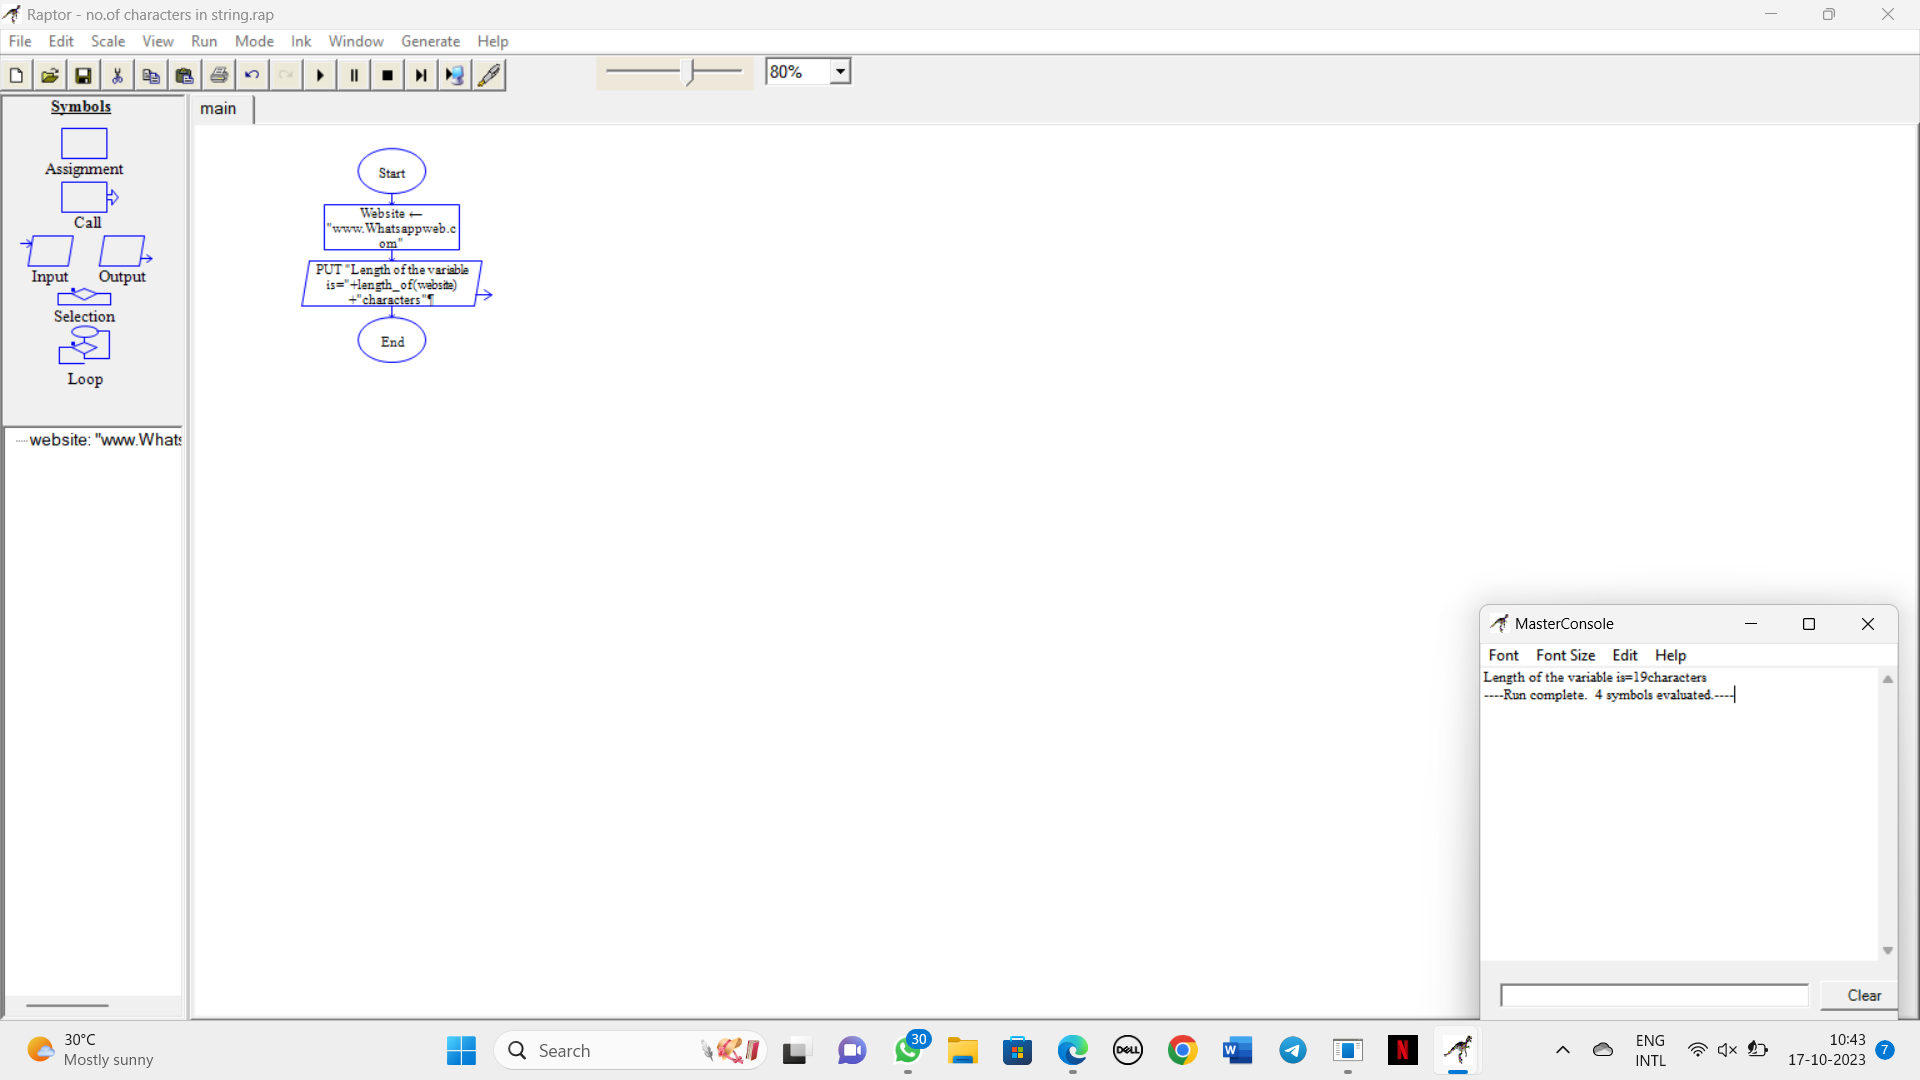 Raptor - no.of characters in string.rap
File Edit Scale View Run Mode Ink Window Generate Help
80%
Symbols
Assignment
Call
Input Output
Selection
Loop
main
Start
Website ←
"www.Whatsappweb.c
om"
PUT "Length of the variable
is="+length_of(website)
+"characters"¶
End
website: "www.Whats
MasterConsole
Font Font Size Edit Help
Length of the variable is=19characters
----Run complete.  4 symbols evaluated.----
Clear
30°C
Mostly sunny
Search
30
DELL
W
N
ENG
INTL
10:43
17-10-2023
7